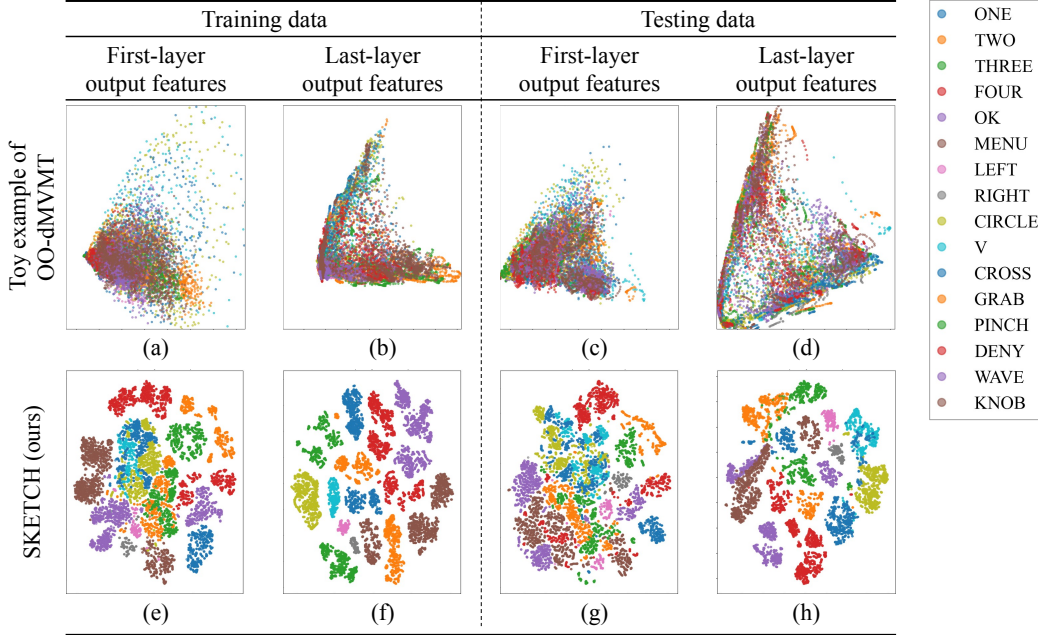 Training data
Testing data
First-layer
output features
Last-layer
output features
First-layer
output features
Last-layer
output features
Toy example of
OO-dMVMT
(a)
(b)
(c)
(d)
SKETCH (ours)
(e)
(f)
(g)
(h)
ONE
TWO
THREE
FOUR
OK
MENU
LEFT
RIGHT
CIRCLE
V
CROSS
GRAB
PINCH
DENY
WAVE
KNOB